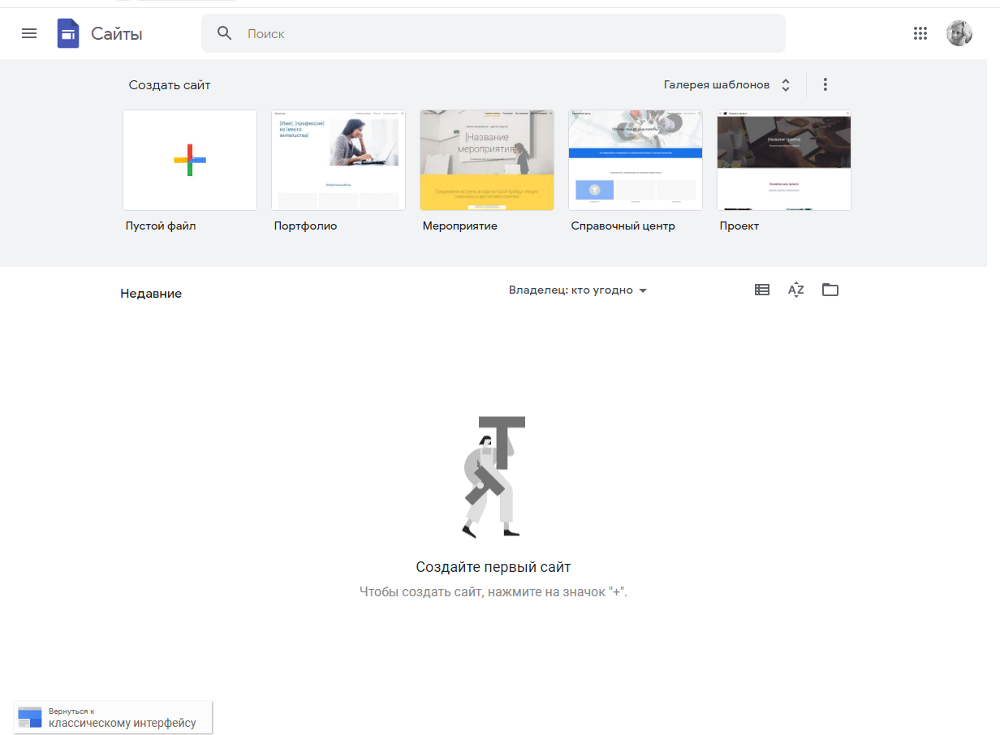 Сайты
Поиск
Создать сайт
Галерея шаблонов
[Имя], [профессия]
из [место
жительства]
[Название
мероприятия]
[Название проекта]
Пустой файл
Портфолио
Мероприятие
Справочный центр
Проект
Недавние
Владелец: кто угодно
AZ
Создайте первый сайт
Чтобы создать сайт, нажмите на значок "+".
Вернуться к
классическому интерфейсу